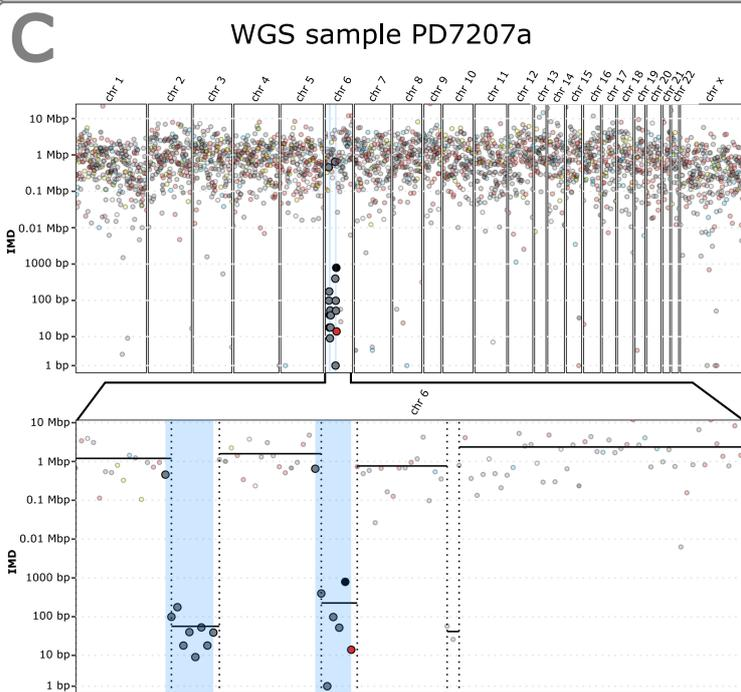 C
WGS sample PD7207a
chr 1 chr 2 chr 3 chr 4 chr 5 chr 6 chr 7 chr 8 chr 9 chr 10 chr 11 chr 12 chr 13 chr 14 chr 15 chr 16 chr 17 chr 18 chr 19 chr 20 chr 21 chr 22 chr x
10 Mbp
1 Mbp
0.1 Mbp
0.01 Mbp
IMD
1000 bp
100 bp
10 bp
1 bp
chr 6
10 Mbp
1 Mbp
0.1 Mbp
0.01 Mbp
IMD
1000 bp
100 bp
10 bp
1 bp